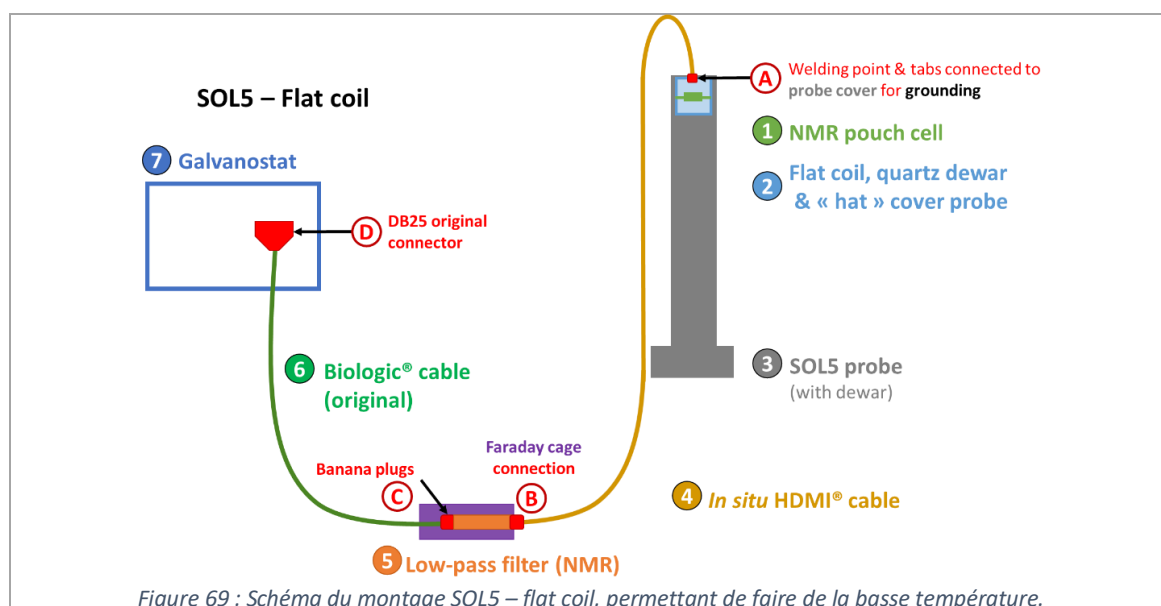 SOL5 – Flat coil
7 Galvanostat
D DB25 original
connector
A Welding point & tabs connected to
probe cover for grounding
1 NMR pouch cell
2 Flat coil, quartz dewar
& « hat » cover probe
3 SOL5 probe
(with dewar)
6 Biologic® cable
(original)
Faraday cage
connection
Banana plugs
C
B
4 In situ HDMI® cable
5 Low-pass filter (NMR)
Figure 69 : Schéma du montage SOL5 – flat coil, permettant de faire de la basse température.